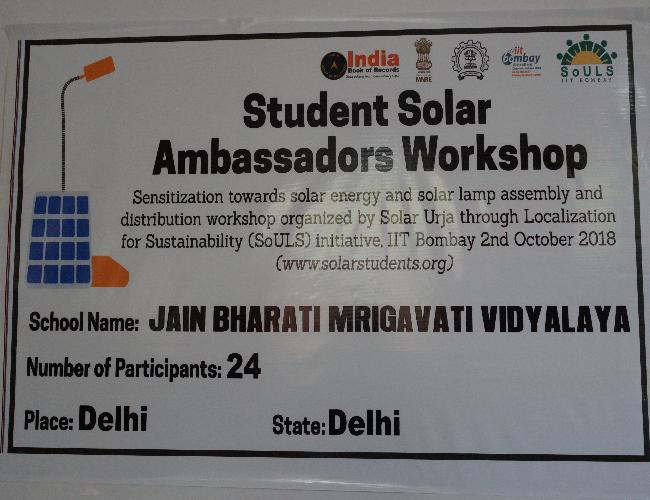 India
Book of Records
MNRE
iit
bombay
SoULS
IIT BOMBAY
Student Solar
Ambassadors Workshop
Sensitization towards solar energy and solar lamp assembly and
distribution workshop organized by Solar Urja through Localization
for Sustainability (SoULS) initiative, IIT Bombay 2nd October 2018
(www.solarstudents.org)
School Name: JAIN BHARATI MRIGAVATI VIDYALAYA
Number of Participants: 24
Place: Delhi
State: Delhi